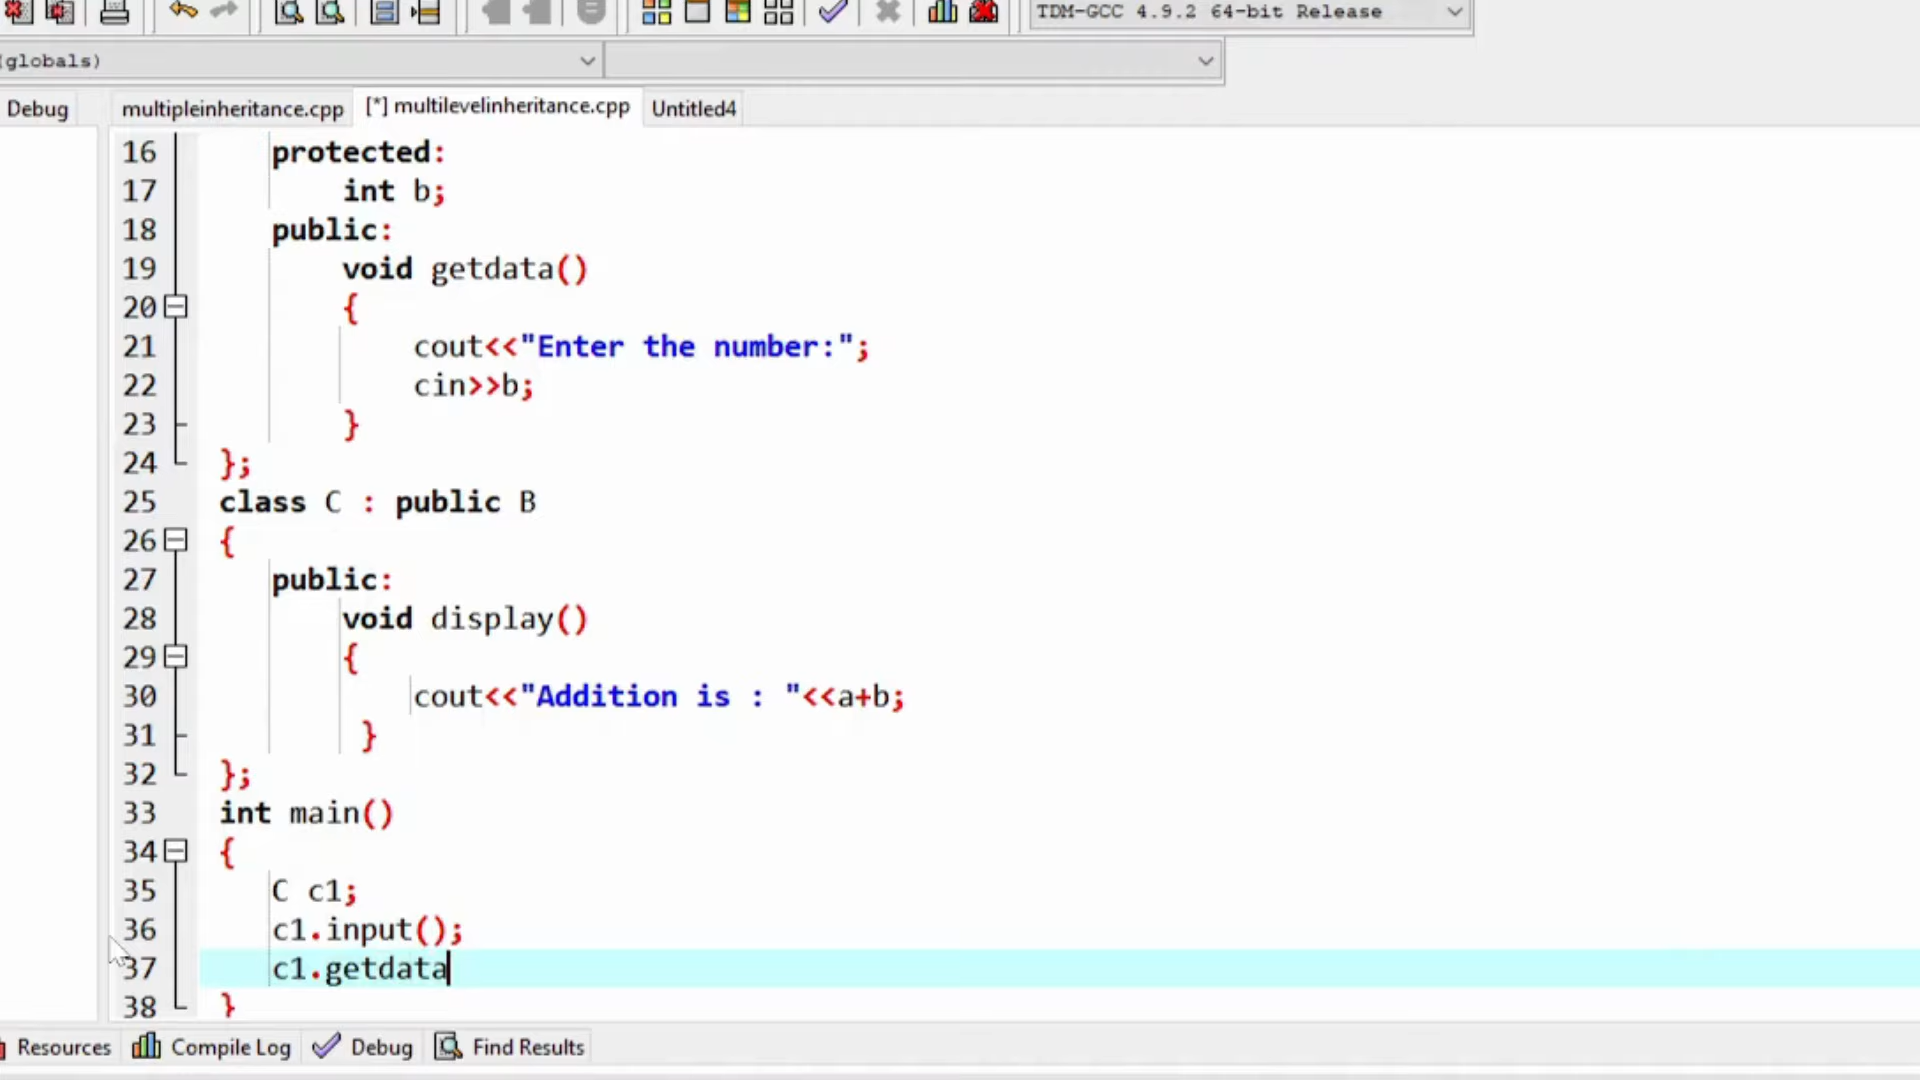 TDM-GCC 4.9.2 64-bit Release
(globals)
Debug
multipleinheritance.cpp
[*] multilevelinheritance.cpp
Untitled4
16 protected:
17 int b;
18 public:
19 void getdata()
20 {
21 cout<<"Enter the number:";
22 cin>>b;
23 }
24 };
25 class C : public B
26 {
27 public:
28 void display()
29 {
30 cout<<"Addition is : "<<a+b;
31 }
32 };
33 int main()
34 {
35 C c1;
36 c1.input();
37 c1.getdata
38 }
Resources
Compile Log
Debug
Find Results